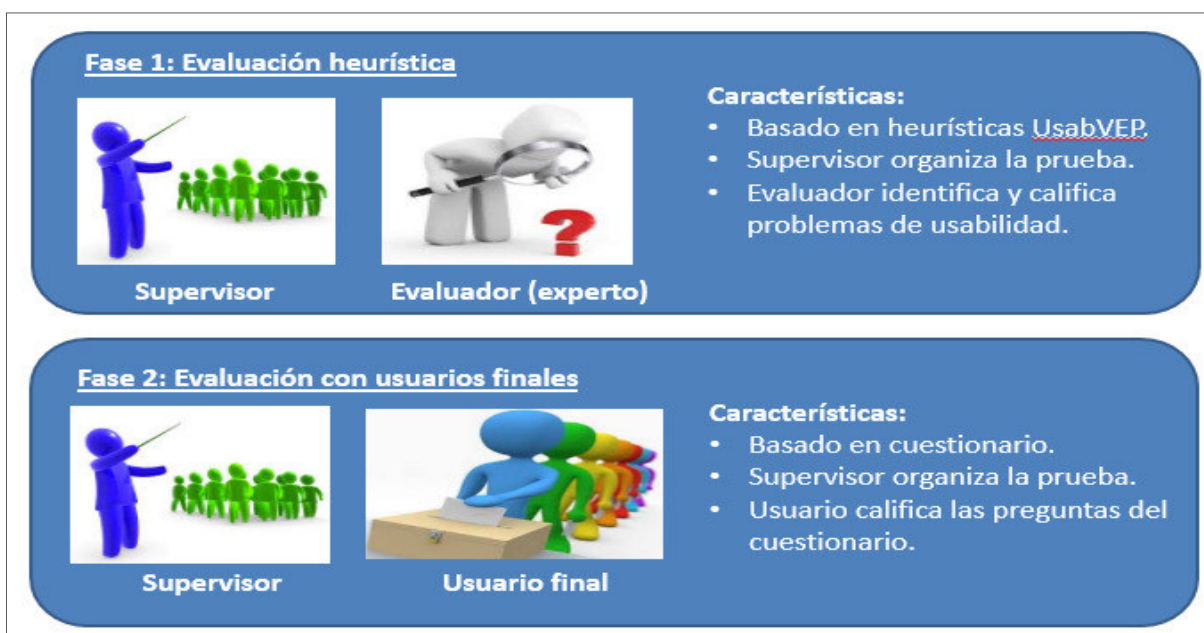 Fase 1: Evaluación heurística
Supervisor
Evaluador (experto)
Características:
• Basado en heurísticas UsabVEP.
• Supervisor organiza la prueba.
• Evaluador identifica y califica
problemas de usabilidad.
Fase 2: Evaluación con usuarios finales
Supervisor
Usuario final
Características:
• Basado en cuestionario.
• Supervisor organiza la prueba.
• Usuario califica las preguntas del
cuestionario.